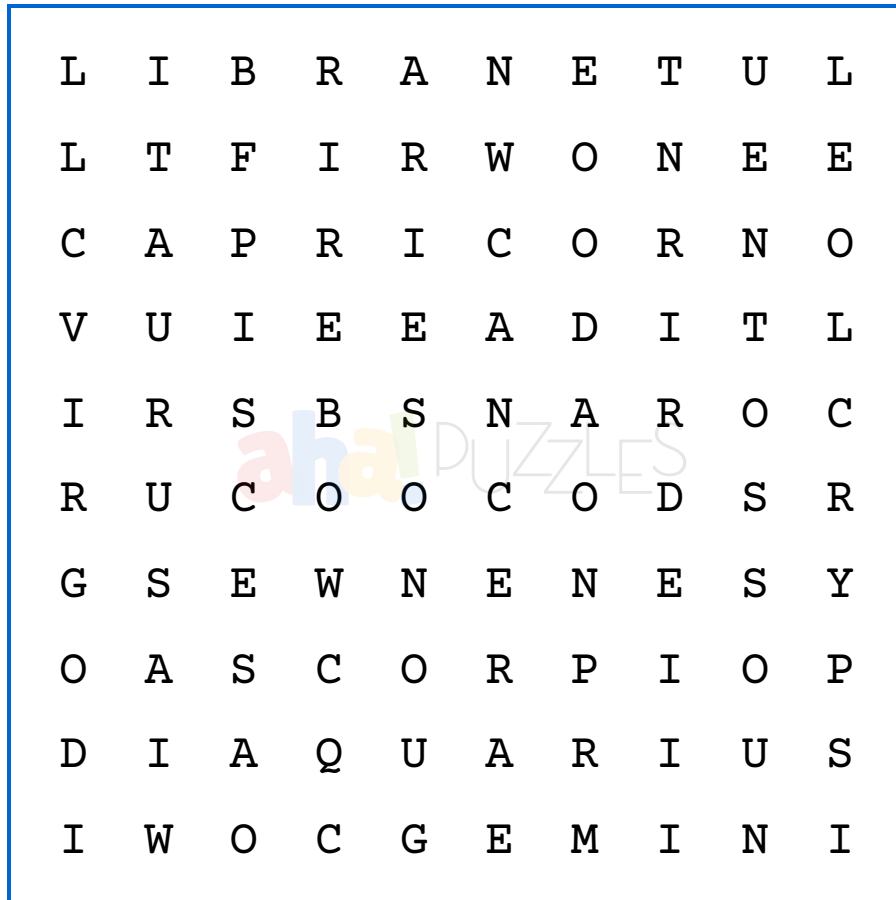 L I B R A N E T U L
L T F I R W O N E E
C A P R I C O R N O
V U I E E A D I T L
I R S B S N A R O C
R U C O O C O D S R
G S E W N E N E S Y
O A S C O R P I O P
D I A Q U A R I U S
I W O C G E M I N I
aha! PUZZLES